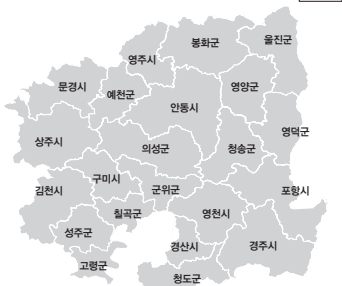 울진군
봉화군
영주시
문경시
예천군
영양군
안동시
상주시
의성군
청송군
영덕군
김천시
구미시
군위군
포항시
칠곡군
영천시
성주군
경산시
경주시
고령군
청도군